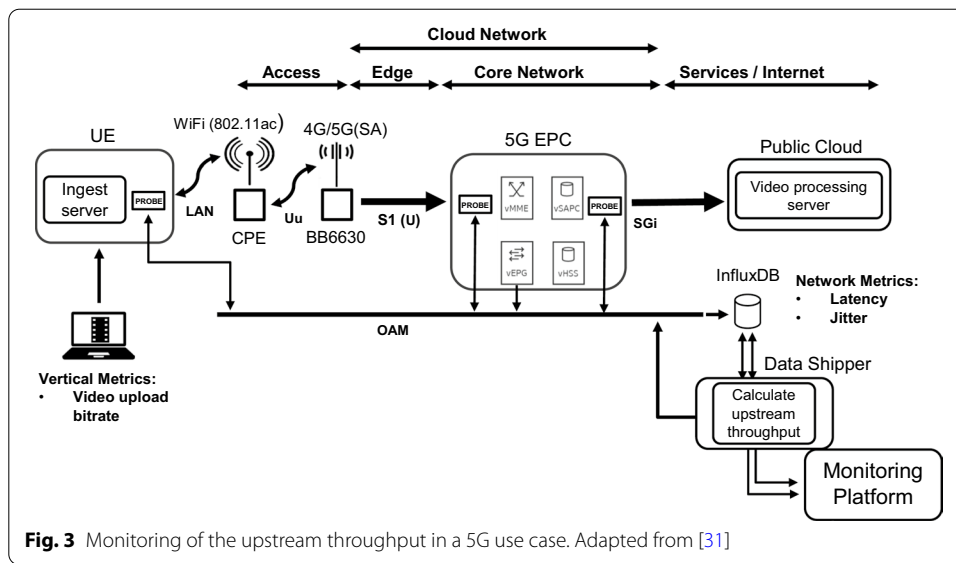 Cloud Network
Access
Edge
Core Network
Services / Internet
UE
WiFi (802.11ac)
4G/5G(SA)
5G EPC
Public Cloud
Ingest
server
PROBE
LAN
Uu
CPE
BB6630
S1 (U)
PROBE
vMME
vSAPC
PROBE
vEPG
vHSS
SGi
Video processing
server
OAM
InfluxDB
Network Metrics:
• Latency
• Jitter
Vertical Metrics:
• Video upload
bitrate
Data Shipper
Calculate
upstream
throughput
Monitoring
Platform
Fig. 3 Monitoring of the upstream throughput in a 5G use case. Adapted from [31]